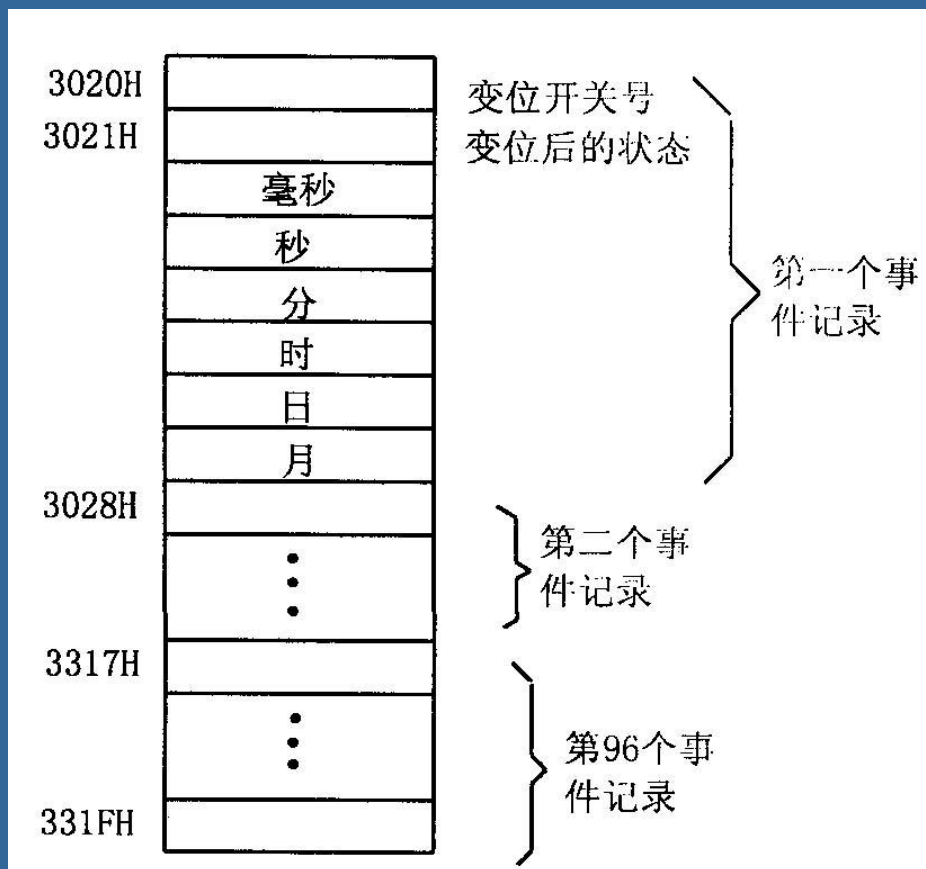 3020H
变位开关号
3021H
变位后的状态
毫秒
秒
分
时
日
月
第一个事
件记录
3028H
第二个事
件记录
3317H
第96个事
件记录
331FH